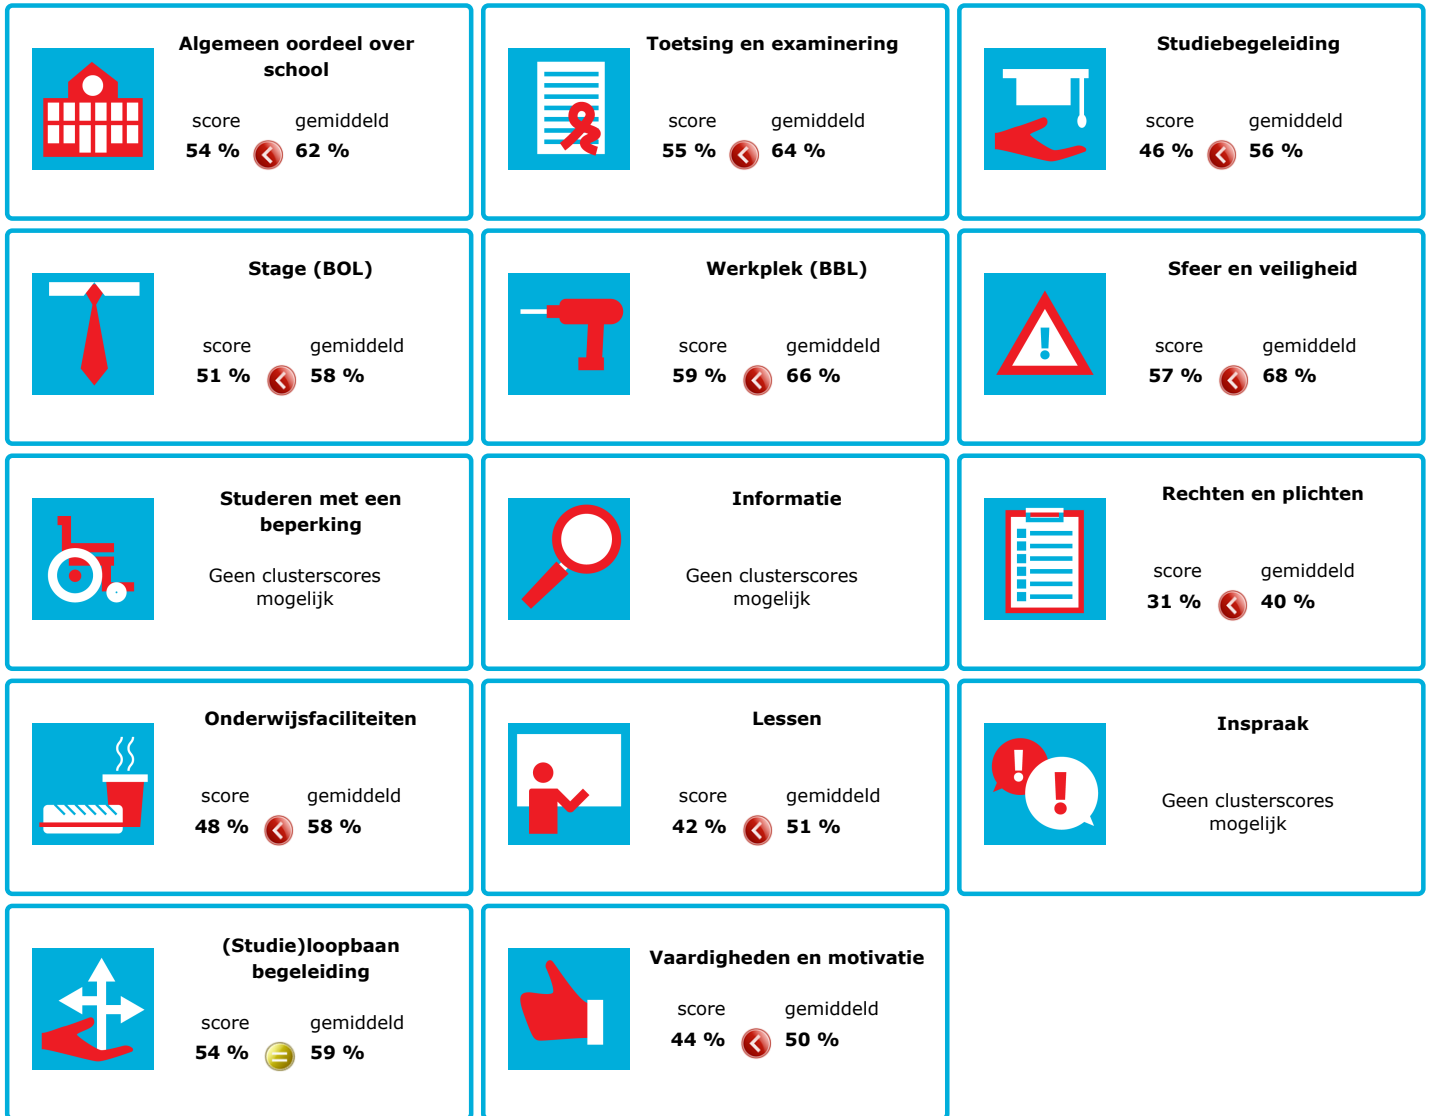 Algemeen oordeel over
school
score gemiddeld
54 % 62 %
Toetsing en examinering
score gemiddeld
55 % 64 %
Studiebegeleiding
score gemiddeld
46 % 56 %
Stage (BOL)
score gemiddeld
51 % 58 %
Werkplek (BBL)
score gemiddeld
59 % 66 %
Sfeer en veiligheid
score gemiddeld
57 % 68 %
Studeren met een
beperking
Geen clusterscores
mogelijk
Informatie
Geen clusterscores
mogelijk
Rechten en plichten
score gemiddeld
31 % 40 %
Onderwijsfaciliteiten
score gemiddeld
48 % 58 %
Lessen
score gemiddeld
42 % 51 %
Inspraak
Geen clusterscores
mogelijk
(Studie)loopbaan
begeleiding
score gemiddeld
54 % 59 %
Vaardigheden en motivatie
score gemiddeld
44 % 50 %